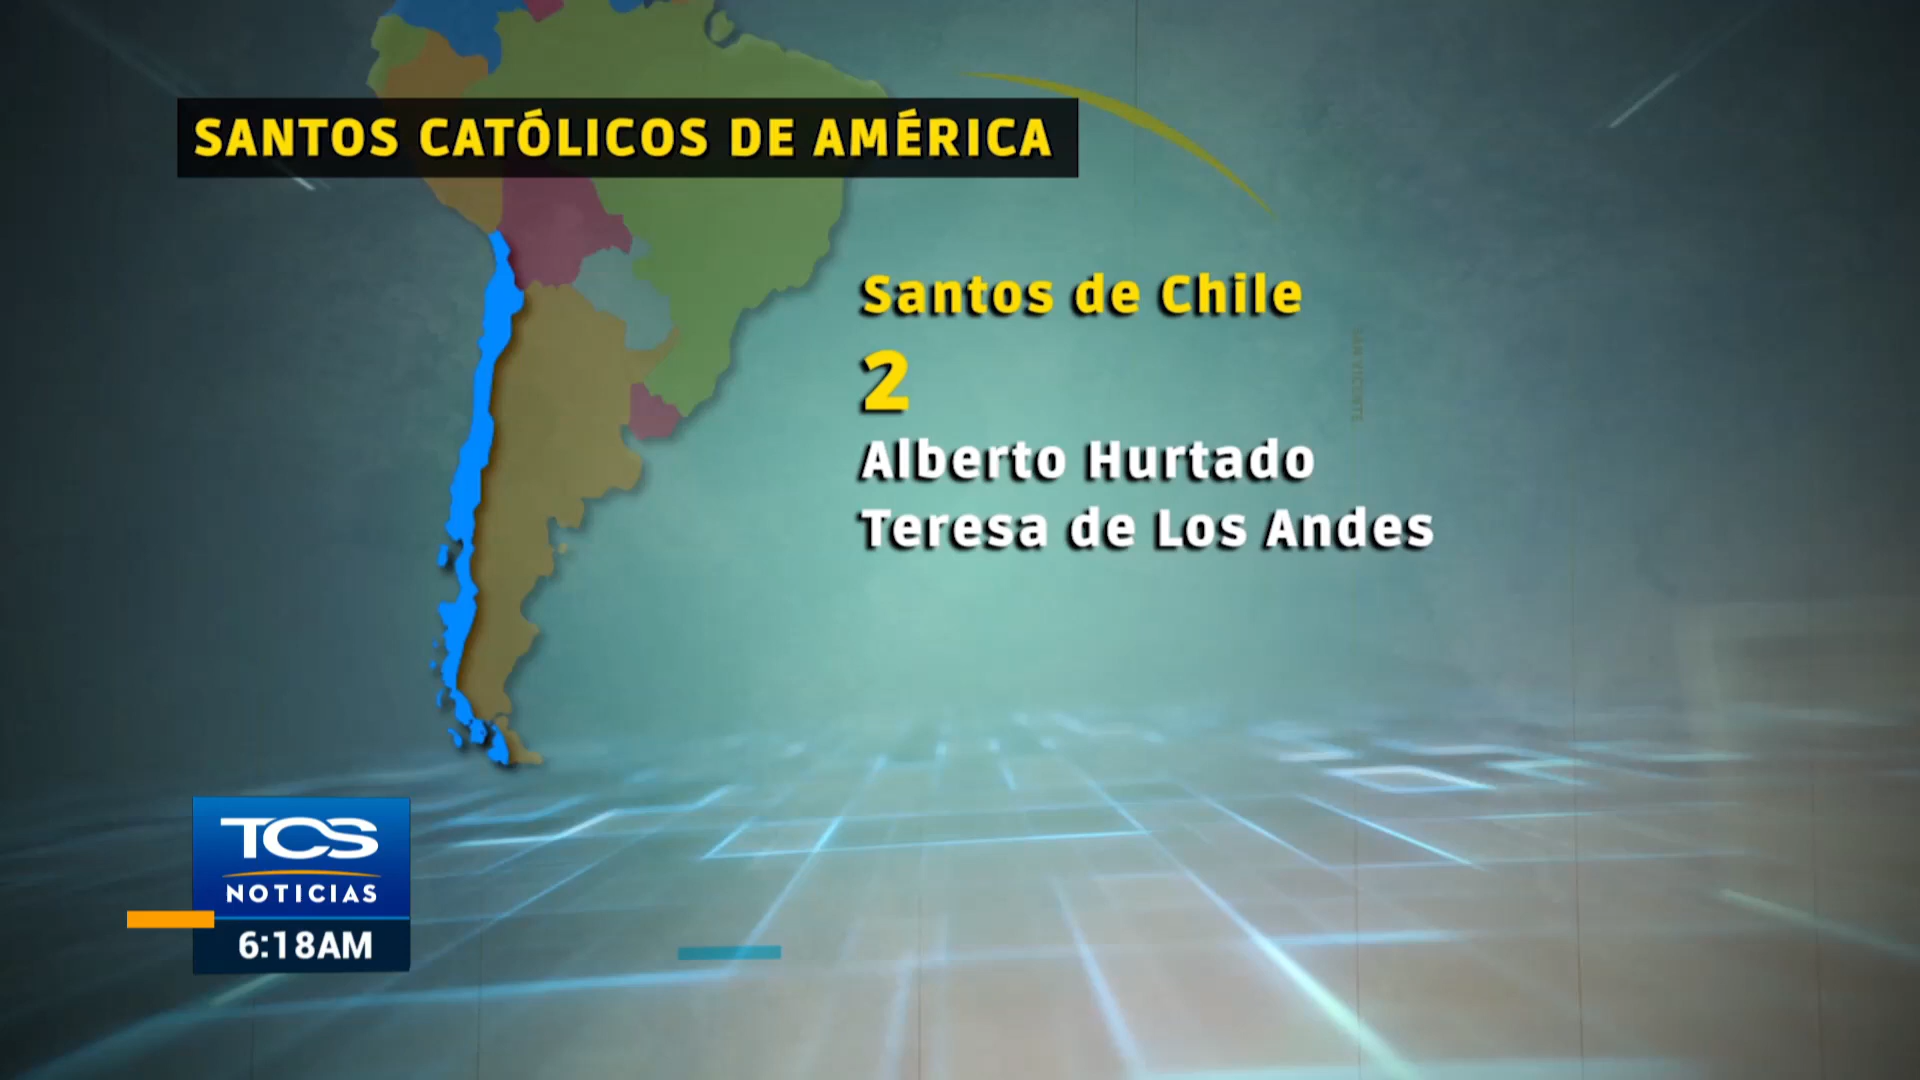 SANTOS CATÓLICOS DE AMÉRICA
Santos de Chile
2
Alberto Hurtado
Teresa de Los Andes
TCS
NOTICIAS
6:18AM